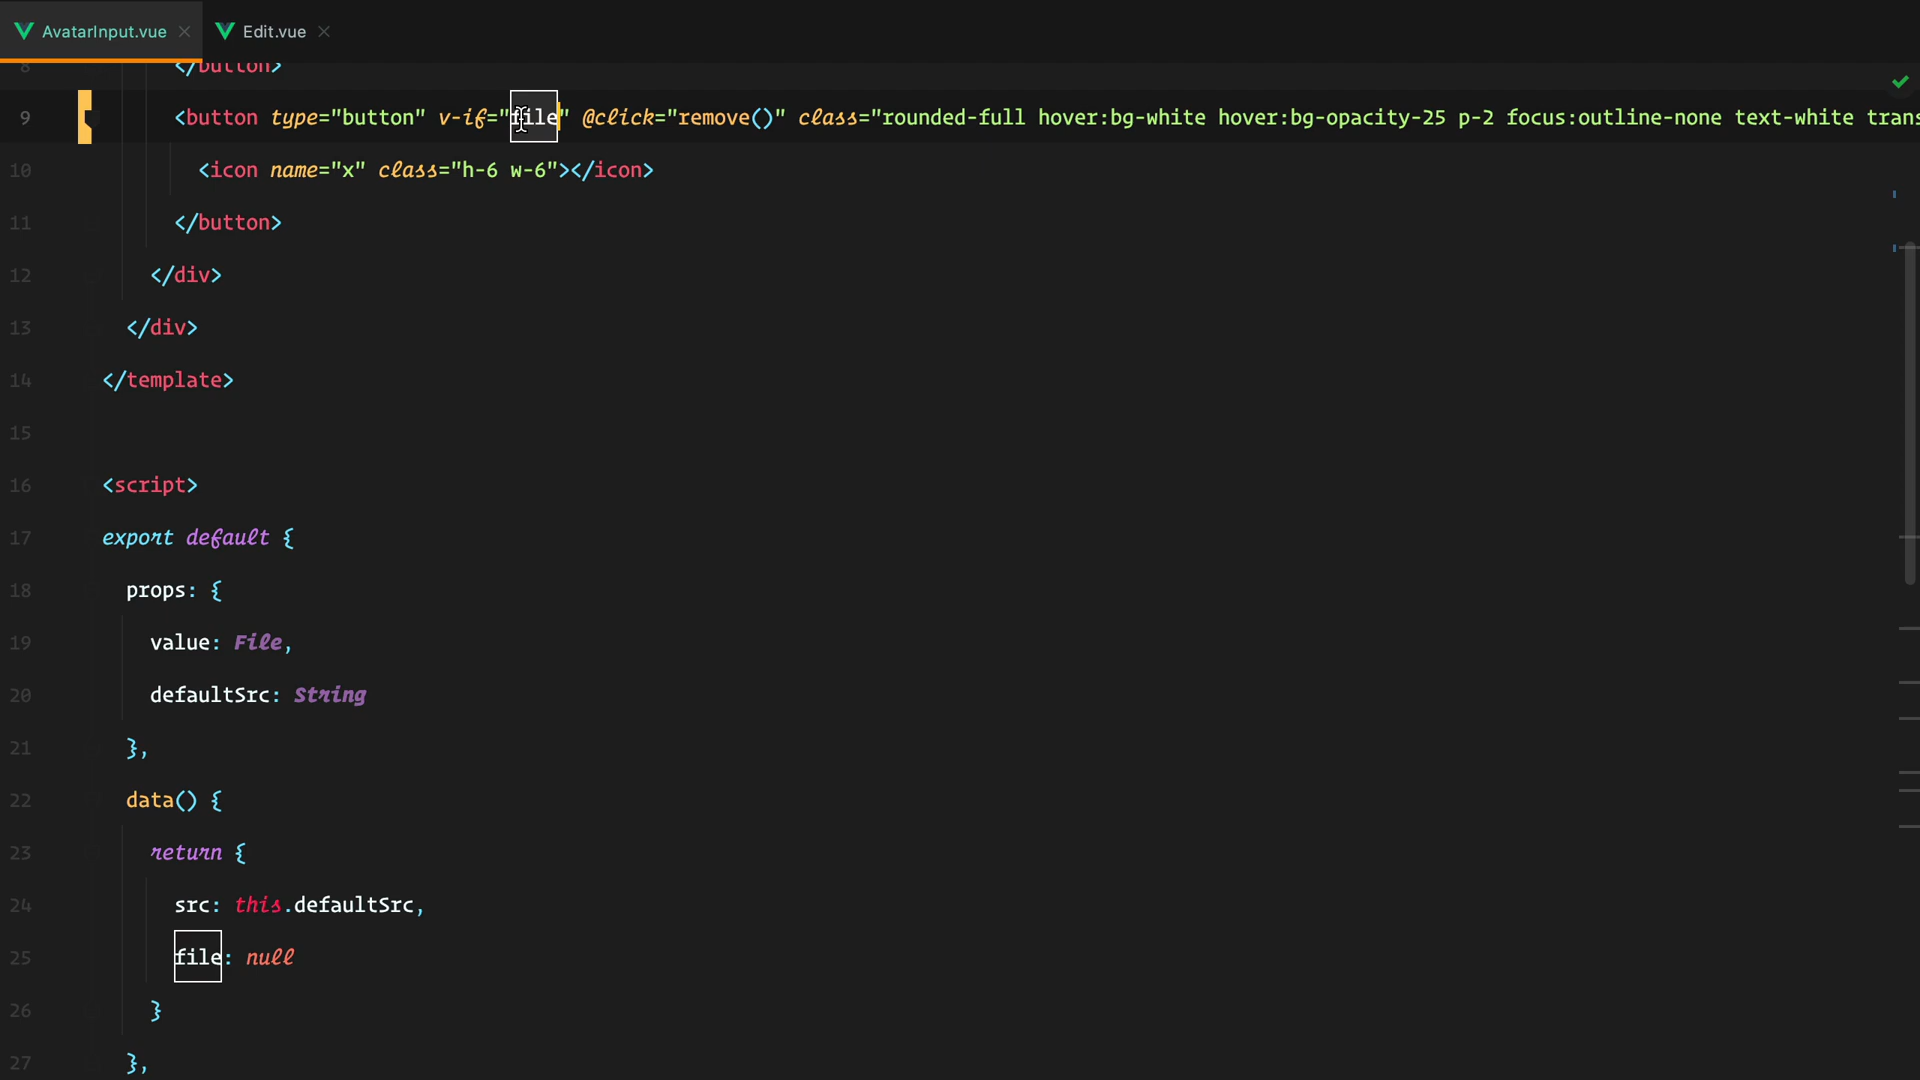 AvatarInput.vue Edit.vue
8 </button>
9 <button type="button" v-if="file" @click="remove()" class="rounded-full hover:bg-white hover:bg-opacity-25 p-2 focus:outline-none text-white trans
10 <icon name="x" class="h-6 w-6"></icon>
11 </button>
12 </div>
13 </div>
14 </template>
15
16 <script>
17 export default {
18 props: {
19 value: File,
20 defaultSrc: String
21 },
22 data() {
23 return {
24 src: this.defaultSrc,
25 file: null
26 }
27 },